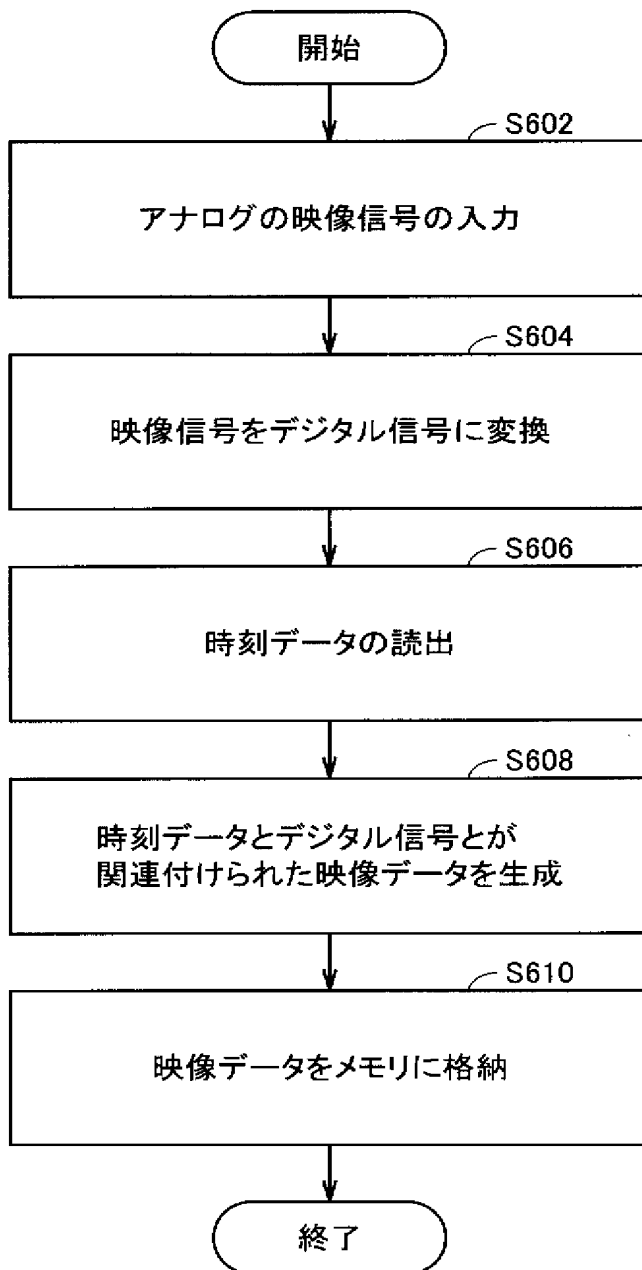 開始
S602
アナログの映像信号の入力
S604
映像信号をデジタル信号に変換
S606
時刻データの読出
S608
時刻データとデジタル信号とが
関連付けられた映像データを生成
S610
映像データをメモリに格納
終了